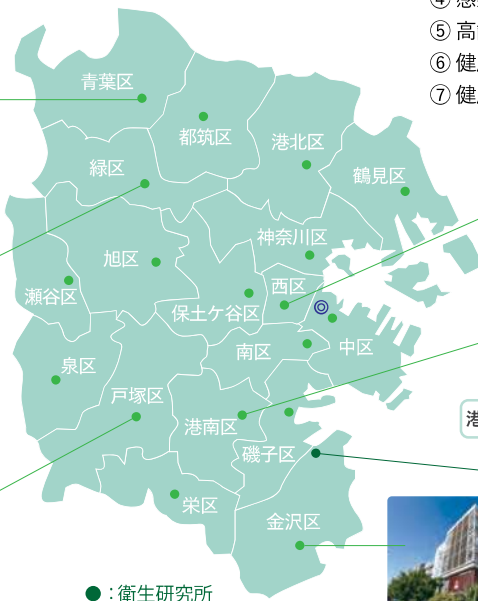 ④
⑤ 高
⑥ 健
⑦ 健
青葉区
都筑区
港北区
緑区
鶴見区
神奈川区
旭区
西区
瀬谷区
保土ケ谷区
南区
中区
泉区
戸塚区
港南区
港
磯子区
栄区
金沢区
●：衛生研究所